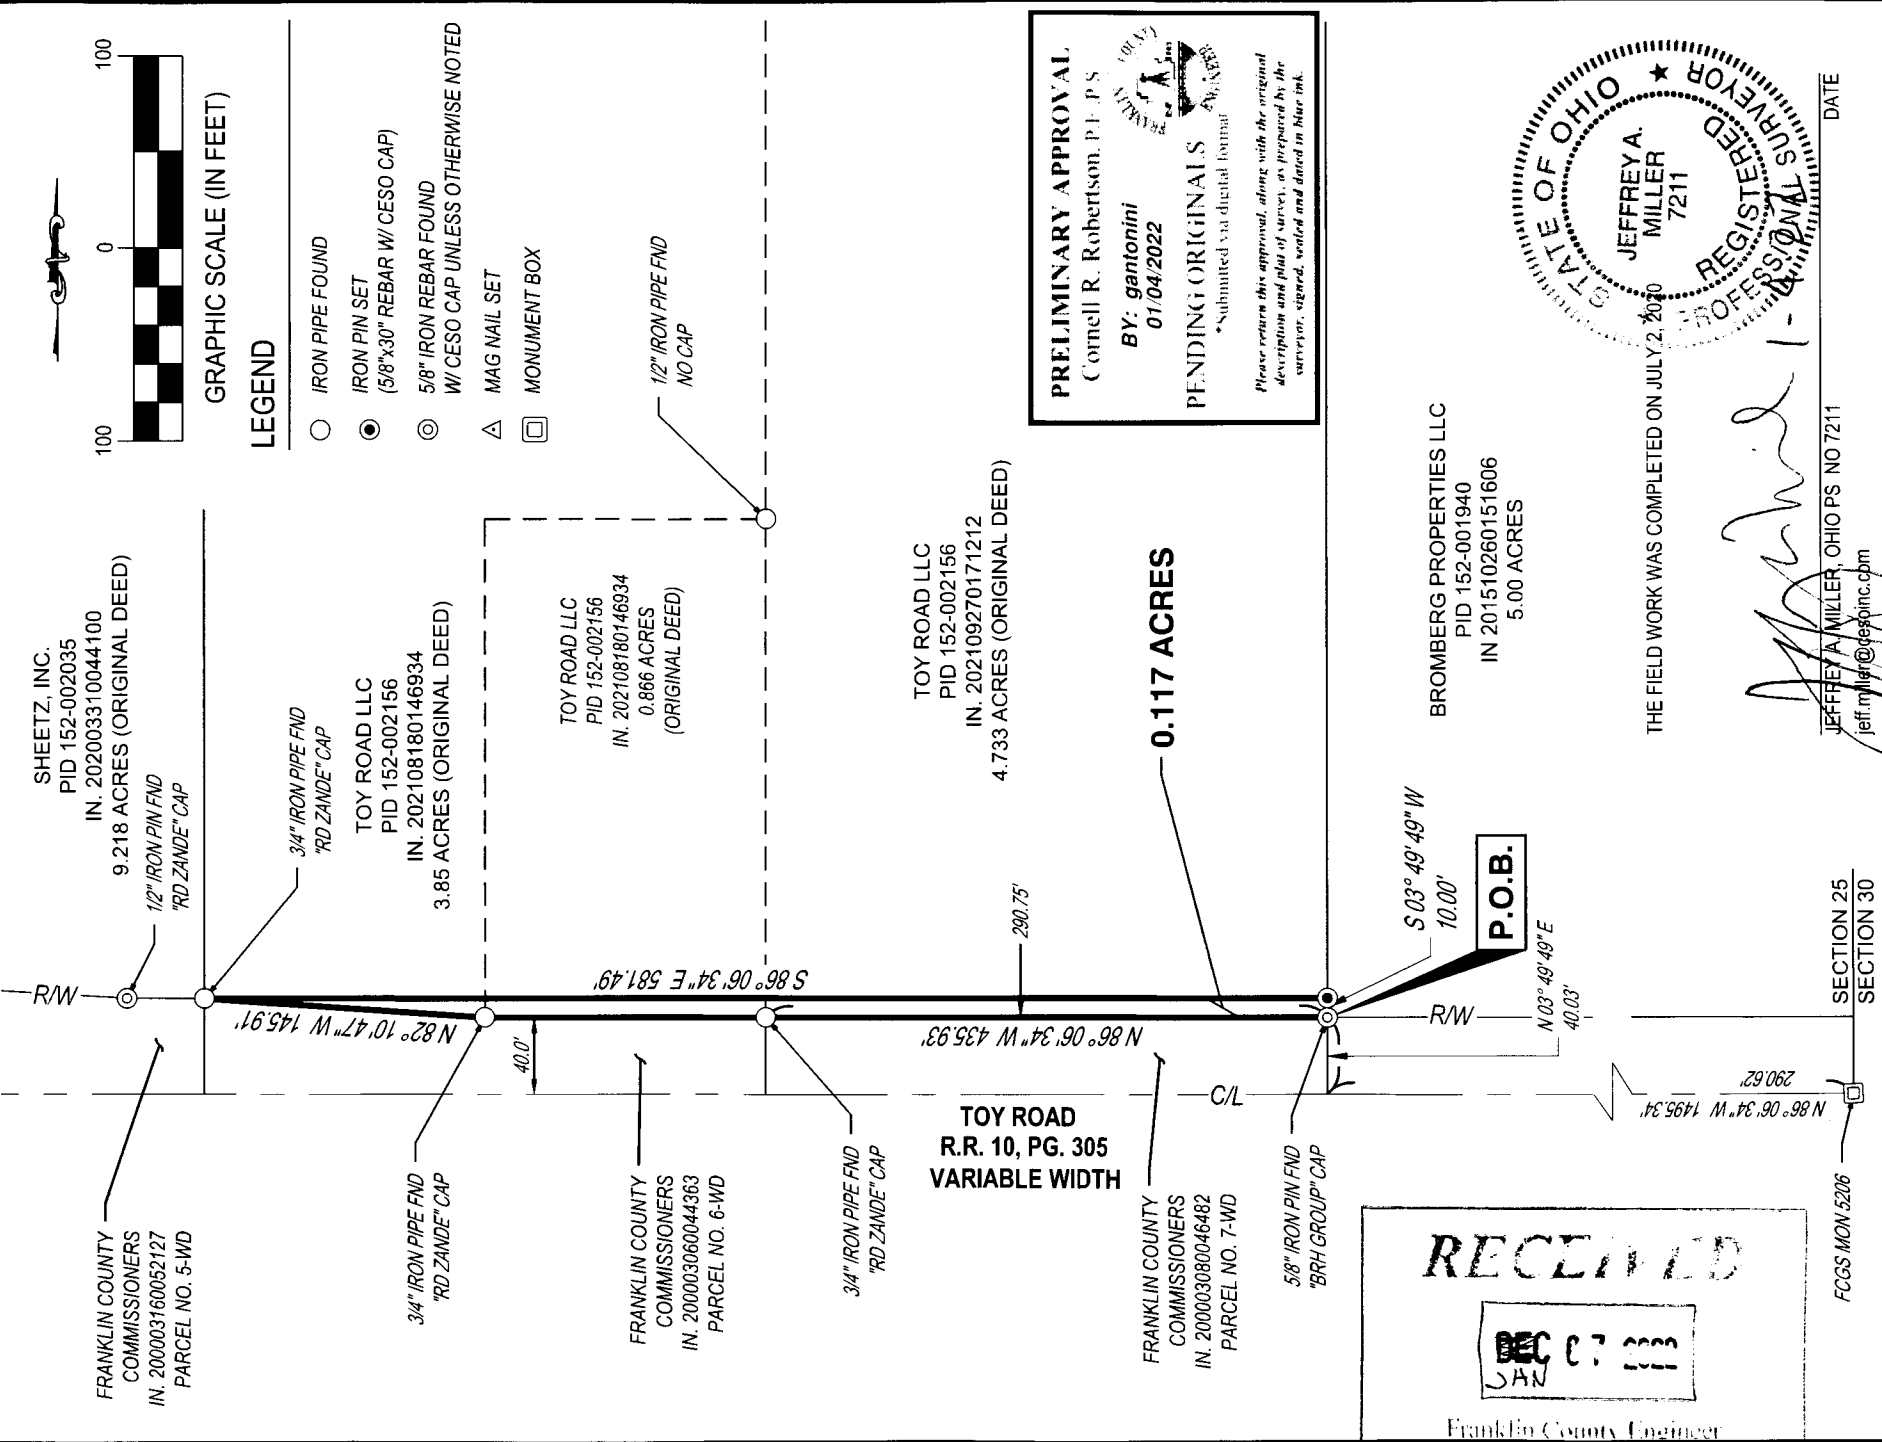 100
0
100
GRAPHIC SCALE (IN FEET)
LEGEND
IRON PIPE FOUND
IRON PIN SET
(5/8"x30" REBAR W/ CESO CAP)
5/8" IRON REBAR FOUND
W/ CESO CAP UNLESS OTHERWISE NOTED
MAG NAIL SET
MONUMENT BOX
SHEETZ, INC.
PID 152-002035
IN. 202003310044100
9.218 ACRES (ORIGINAL DEED)
1/2" IRON PIN FND
"RD ZANDE" CAP
3/4" IRON PIPE FND
"RD ZANDE" CAP
TOY ROAD LLC
PID 152-002156
IN. 202108180146934
3.85 ACRES (ORIGINAL DEED)
TOY ROAD LLC
PID 152-002156
IN. 202108180146934
0.866 ACRES
(ORIGINAL DEED)
1/2" IRON PIPE FND
NO CAP
TOY ROAD LLC
PID 152-002156
IN. 202109270171212
4.733 ACRES (ORIGINAL DEED)
0.117 ACRES
290.75'
R/W
S 86° 06' 34" E 581.49'
N 82° 10' 47" W 145.91'
N 86° 06' 34" W 435.93'
40.0'
C/L
TOY ROAD
R.R. 10, PG. 305
VARIABLE WIDTH
FRANKLIN COUNTY
COMMISSIONERS
IN. 200003160052127
PARCEL NO. 5-WD
3/4" IRON PIPE FND
"RD ZANDE" CAP
FRANKLIN COUNTY
COMMISSIONERS
IN. 200003060044363
PARCEL NO. 6-WD
3/4" IRON PIPE FND
"RD ZANDE" CAP
FRANKLIN COUNTY
COMMISSIONERS
IN. 200003080046482
PARCEL NO. 7-WD
5/8" IRON PIN FND
"BRH GROUP" CAP
S 03° 49' 49" W
10.00'
P.O.B.
R/W
N 03° 49' 49" E
40.03'
290.62'
N 86° 06' 34" W 1495.34'
SECTION 25
SECTION 30
FCGS MON 5206
BROMBERG PROPERTIES LLC
PID 152-001940
IN 2015110260151606
5.00 ACRES
PRELIMINARY APPROVAL
Cornell R. Robertson, P.E., P.S.
FRANKLIN COUNTY
ENGINEER
BY: gantonini
01/04/2022
PENDING ORIGINALS
*Submitted via digital format
Please return this approval, along with the original
description and plat of survey, as prepared by the
surveyor, signed, sealed and dated in blue ink.
THE FIELD WORK WAS COMPLETED ON JULY 2, 2020
STATE OF OHIO
JEFFREY A.
MILLER
7211
REGISTERED
PROFESSIONAL SURVEYOR
JEFFREY A. MILLER, OHIO PS NO 7211
DATE
jeff.miller@cesoinc.com
RECEIVED
DEC 07 2022
JAN
Franklin County Engineer